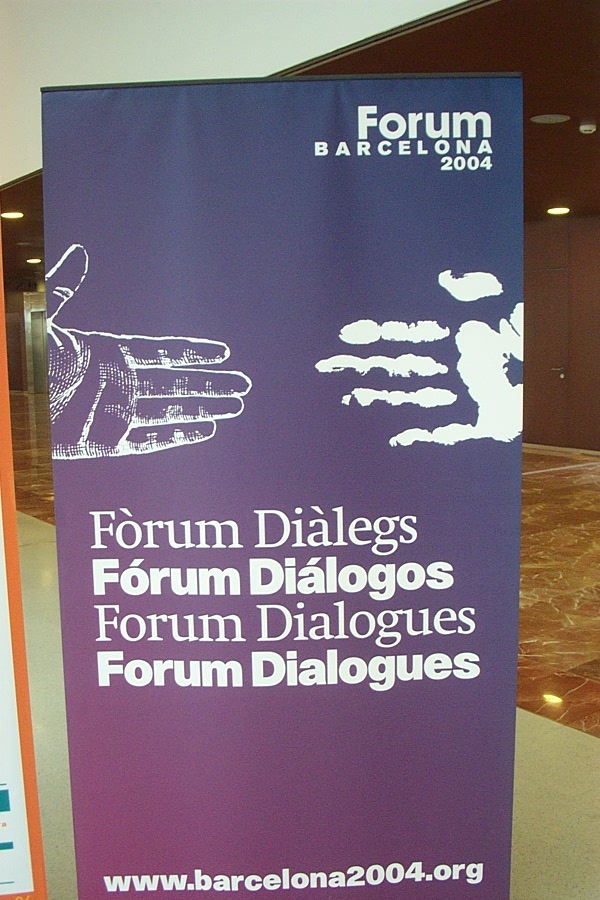 Forum
BARCELONA
2004
Fòrum Diàlegs
Fórum Diálogos
Forum Dialogues
Forum Dialogues
www.barcelona2004.org